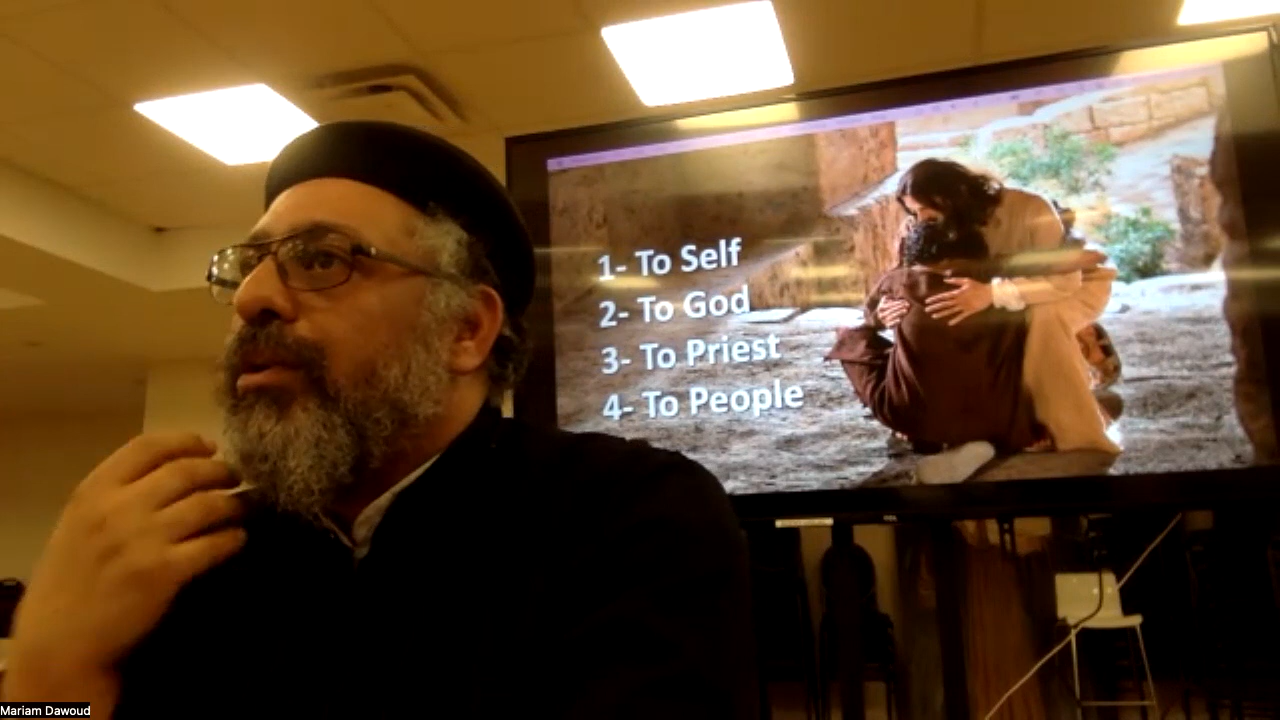 1- To Self
2- To God
3- To Priest
4- To People
Mariam Dawoud